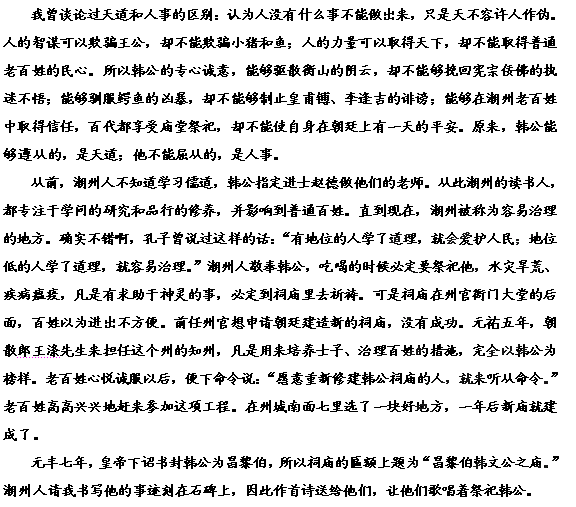 我曾谈论过天道和人事的区别：认为人没有什么事不能做出来，只是天不容许人作伪。
人的智谋可以欺骗王公，却不能欺骗小猪和鱼；人的力量可以取得天下，却不能取得普通
老百姓的民心。所以韩公的专心诚意，能够驱散衡山的阴云，却不能够挽回宪宗佞佛的执
迷不悟；能够驯服鳄鱼的凶暴，却不能够制止皇甫镈、李逢吉的诽谤；能够在潮州老百姓
中取得信任，百代都享受庙堂祭祀，却不能使自身在朝廷上有一天的平安。原来，韩公能
够遵从的，是天道；他不能屈从的，是人事。
从前，潮州人不知道学习儒道，韩公指定进士赵德做他们的老师。从此潮州的读书人，
都专注于学问的研究和品行的修养，并影响到普通百姓。直到现在，潮州被称为容易治理
的地方。确实不错啊，孔子曾说过这样的话：“有地位的人学了道理，就会爱护人民；地位
低的人学了道理，就容易治理。”潮州人敬奉韩公，吃喝的时候必定要祭祀他，水灾旱荒、
疾病瘟疫，凡是有求助于神灵的事，必定到祠庙里去祈祷。可是祠庙在州官衙门大堂的后
面，百姓以为进出不方便。前任州官想申请朝廷建造新的祠庙，没有成功。元祐五年，朝
散郎王涤先生来担任这个州的知州，凡是用来培养士子、治理百姓的措施，完全以韩公为
榜样。老百姓心悦诚服以后，便下命令说：“愿意重新修建韩公祠庙的人，就来听从命令。”
老百姓高高兴兴地赶来参加这项工程。在州城南面七里选了一块好地方，一年后新庙就建
成了。
元丰七年，皇帝下诏书封韩公为昌黎伯，所以祠庙的匾额上题为“昌黎伯韩文公之庙。”
潮州人请我书写他的事迹刻在石碑上，因此作首诗送给他们，让他们歌唱着祭祀韩公。